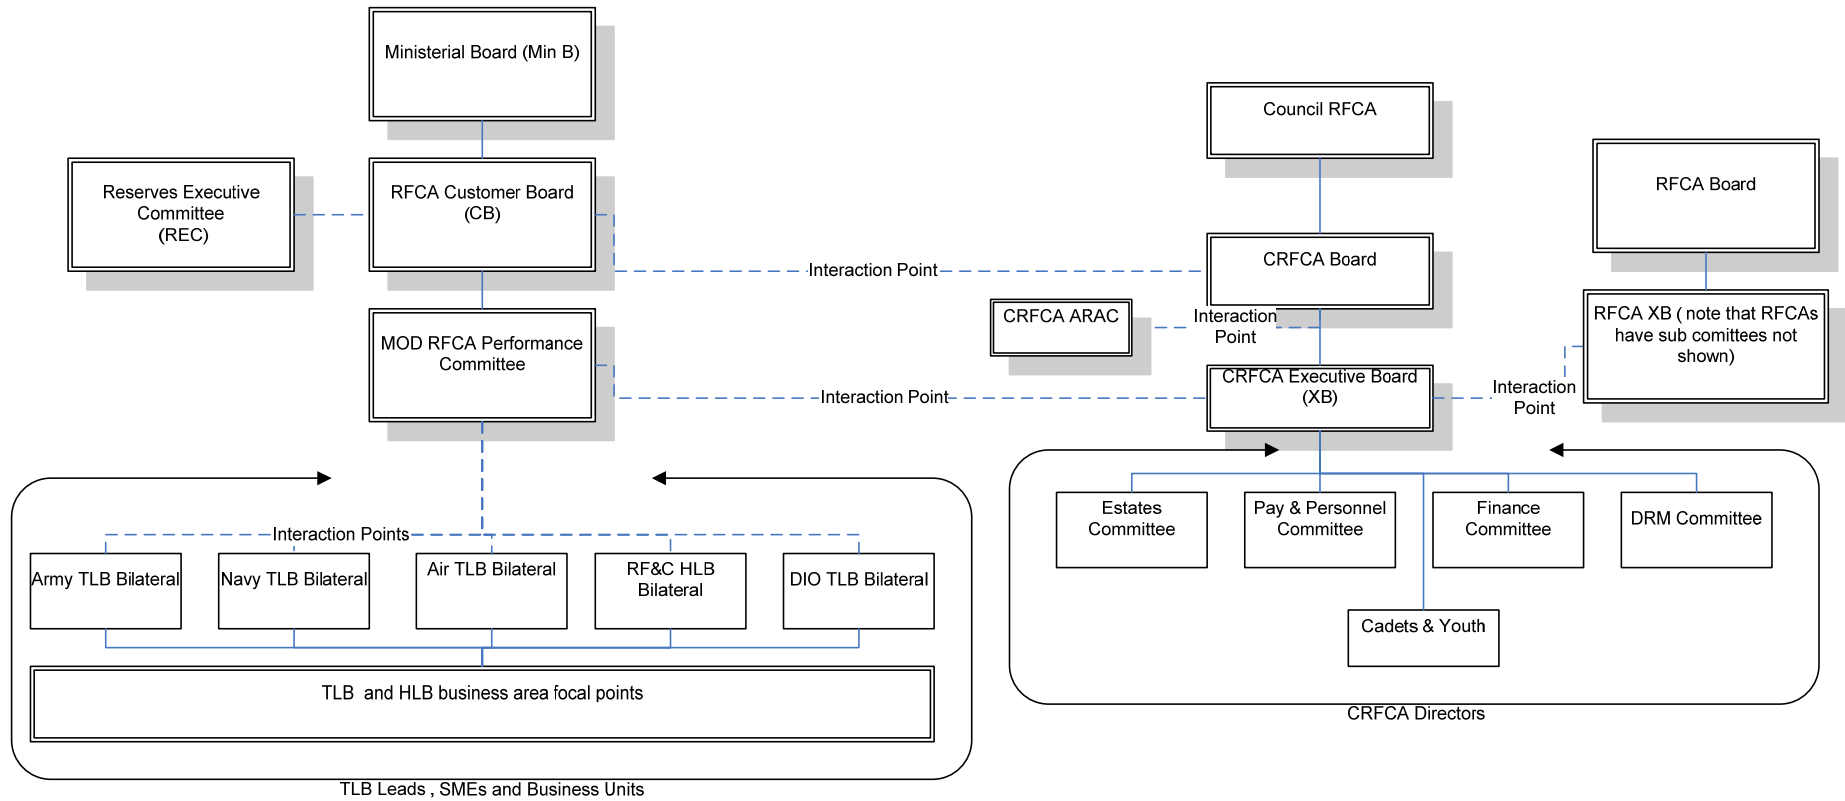 Ministerial Board (Min B)
Council RFCA
RFCA Board
Reserves Executive
Committee
(REC)
RFCA Customer Board
(CB)
Interaction Point
CRFCA Board
CRFCA ARAC
Interaction
Point
RFCA XB ( note that RFCAs
have sub comittees not
shown)
MOD RFCA Performance
Committee
Interaction Point
CRFCA Executive Board
(XB)
Interaction
Point
Interaction Points
Army TLB Bilateral
Navy TLB Bilateral
Air TLB Bilateral
RF&C HLB
Bilateral
DIO TLB Bilateral
TLB  and HLB business area focal points
TLB Leads , SMEs and Business Units
Estates
Committee
Pay & Personnel
Committee
Finance
Committee
DRM Committee
Cadets & Youth
CRFCA Directors